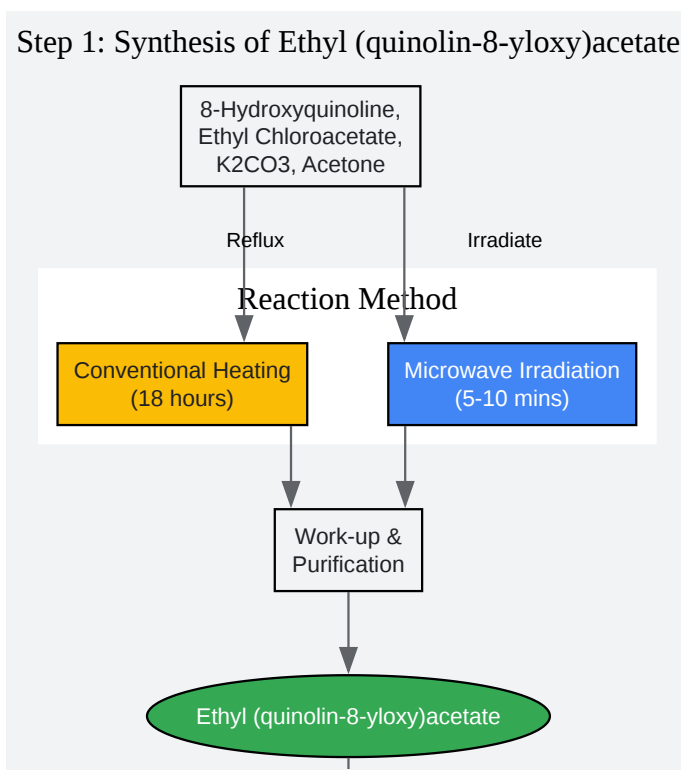 Step 1: Synthesis of Ethyl (quinolin-8-yloxy)acetate
8-Hydroxyquinoline,
Ethyl Chloroacetate,
K2CO3, Acetone
Reflux
Irradiate
Reaction Method
Conventional Heating
(18 hours)
Microwave Irradiation
(5-10 mins)
Work-up &
Purification
Ethyl (quinolin-8-yloxy)acetate